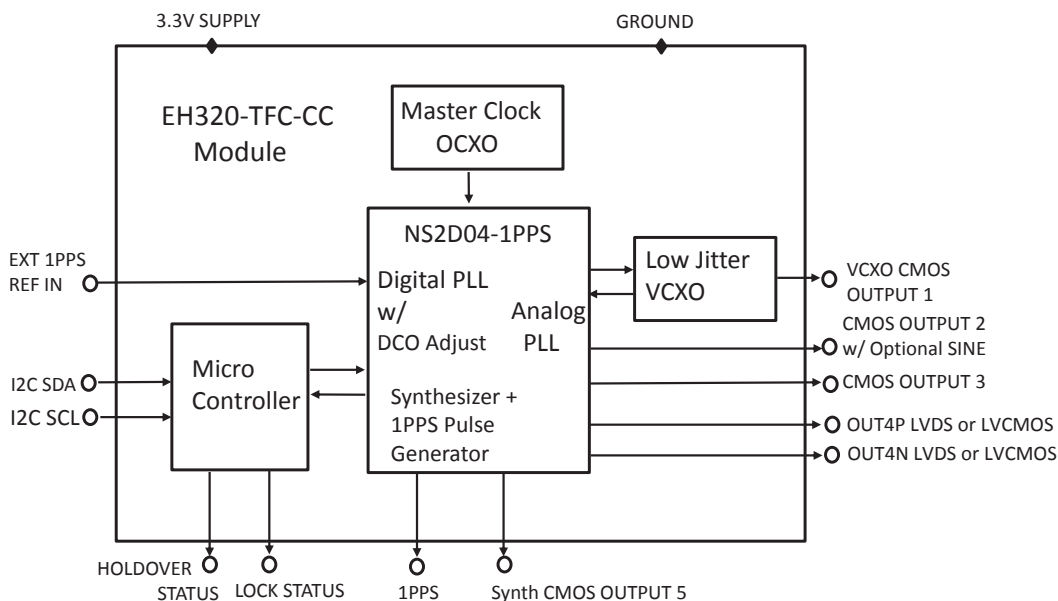 3.3V SUPPLY
GROUND
EH320-TFC-CC
Module
Master Clock
OCXO
NS2D04-1PPS
Digital PLL
w/
DCO Adjust
Analog
PLL
Synthesizer +
1PPS Pulse
Generator
Low Jitter
VCXO
Micro
Controller
EXT 1PPS
REF IN
I2C SDA
I2C SCL
VCXO CMOS
OUTPUT 1
CMOS OUTPUT 2
w/ Optional SINE
CMOS OUTPUT 3
OUT4P LVDS or LVCMOS
OUT4N LVDS or LVCMOS
HOLDOVER
STATUS
LOCK STATUS
1PPS
Synth CMOS OUTPUT 5